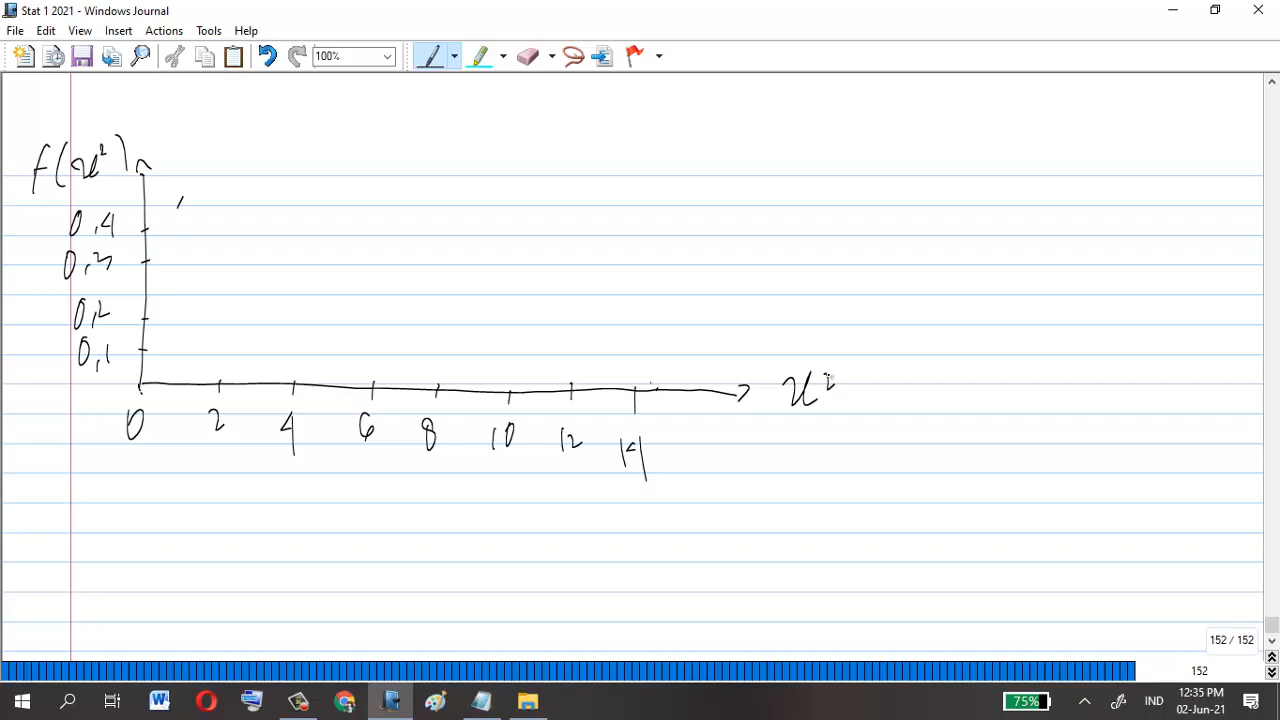 Stat 1 2021 - Windows Journal
File Edit View Insert Actions Tools Help
100%
f(x²)
0,4
0,3
0,2
0,1
x²
0 2 4 6 8 10 12 14
152 / 152
152
75% IND 12:35 PM
02-Jun-21